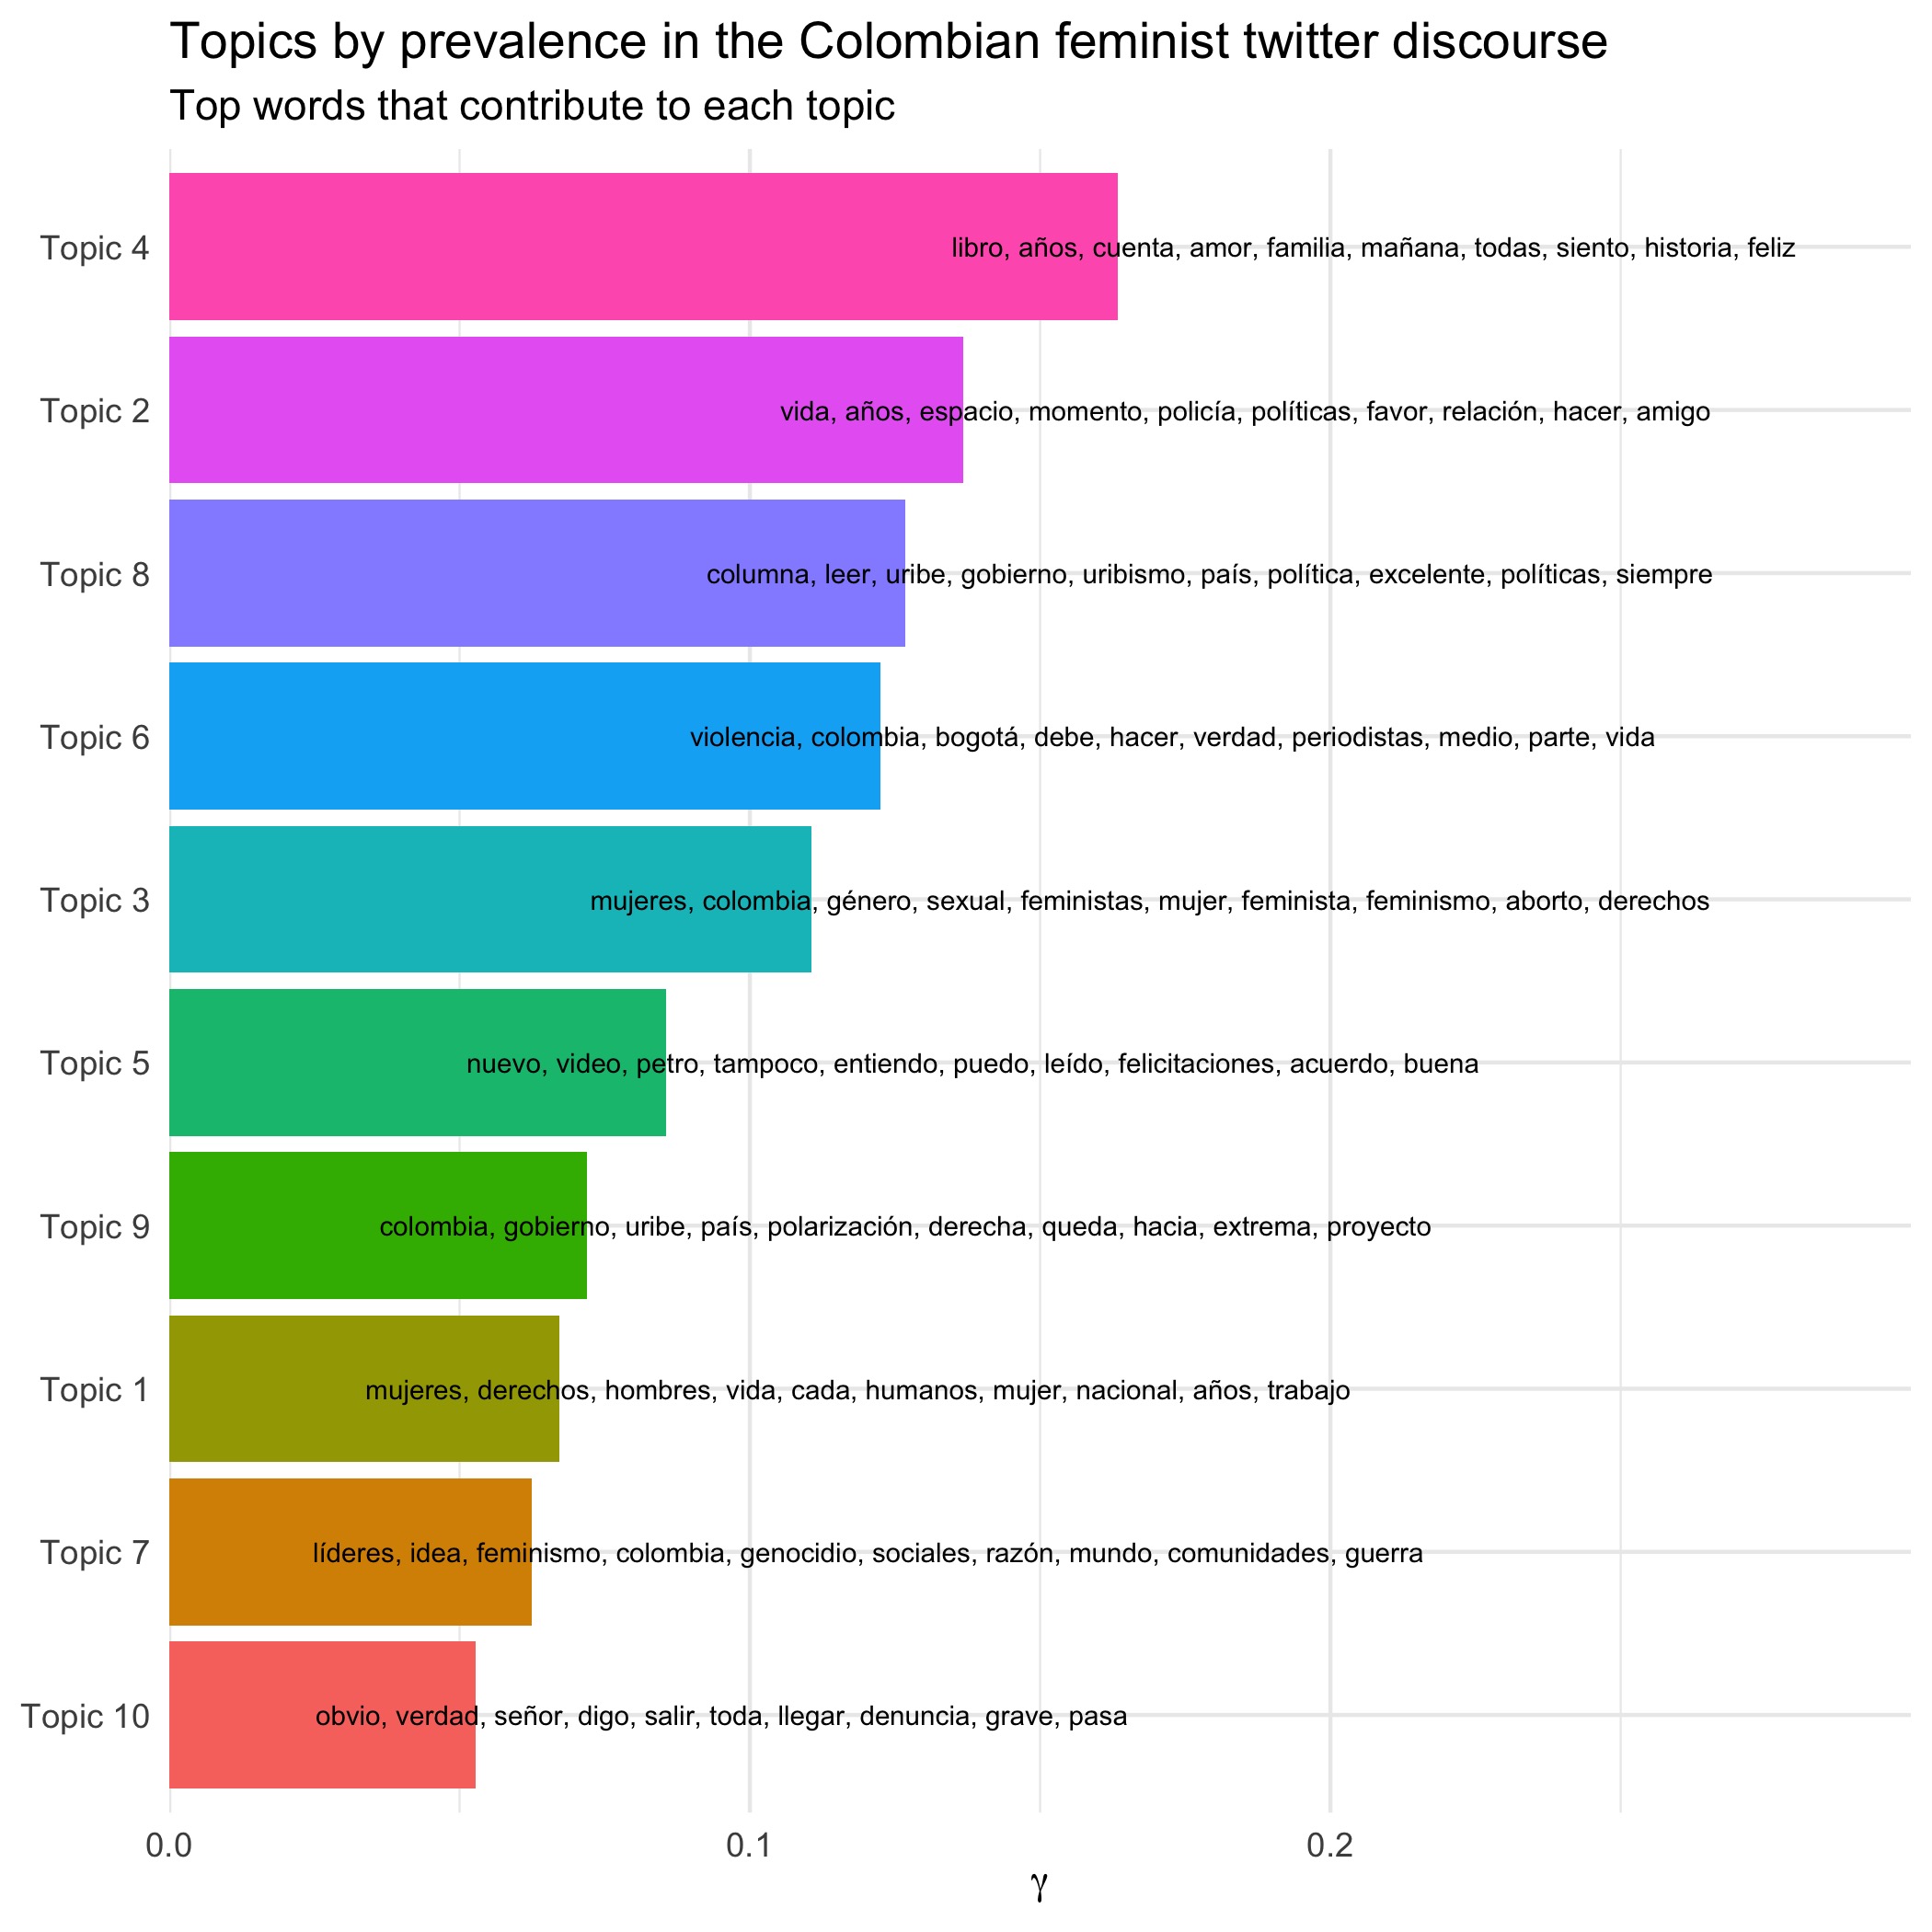 Topics by prevalence in the Colombian feminist twitter discourse
Top words that contribute to each topic
Topic 4
libro, años, cuenta, amor, familia, mañana, todas, siento, historia, feliz
Topic 2
vida, años, espacio, momento, policía, políticas, favor, relación, hacer, amigo
Topic 8
columna, leer, uribe, gobierno, uribismo, país, política, excelente, políticas, siempre
Topic 6
violencia, colombia, bogotá, debe, hacer, verdad, periodistas, medio, parte, vida
Topic 3
mujeres, colombia, género, sexual, feministas, mujer, feminista, feminismo, aborto, derechos
Topic 5
nuevo, video, petro, tampoco, entiendo, puedo, leído, felicitaciones, acuerdo, buena
Topic 9
colombia, gobierno, uribe, país, polarización, derecha, queda, hacia, extrema, proyecto
Topic 1
mujeres, derechos, hombres, vida, cada, humanos, mujer, nacional, años, trabajo
Topic 7
líderes, idea, feminismo, colombia, genocidio, sociales, razón, mundo, comunidades, guerra
Topic 10
obvio, verdad, señor, digo, salir, toda, llegar, denuncia, grave, pasa
0.0 0.1 0.2
γ